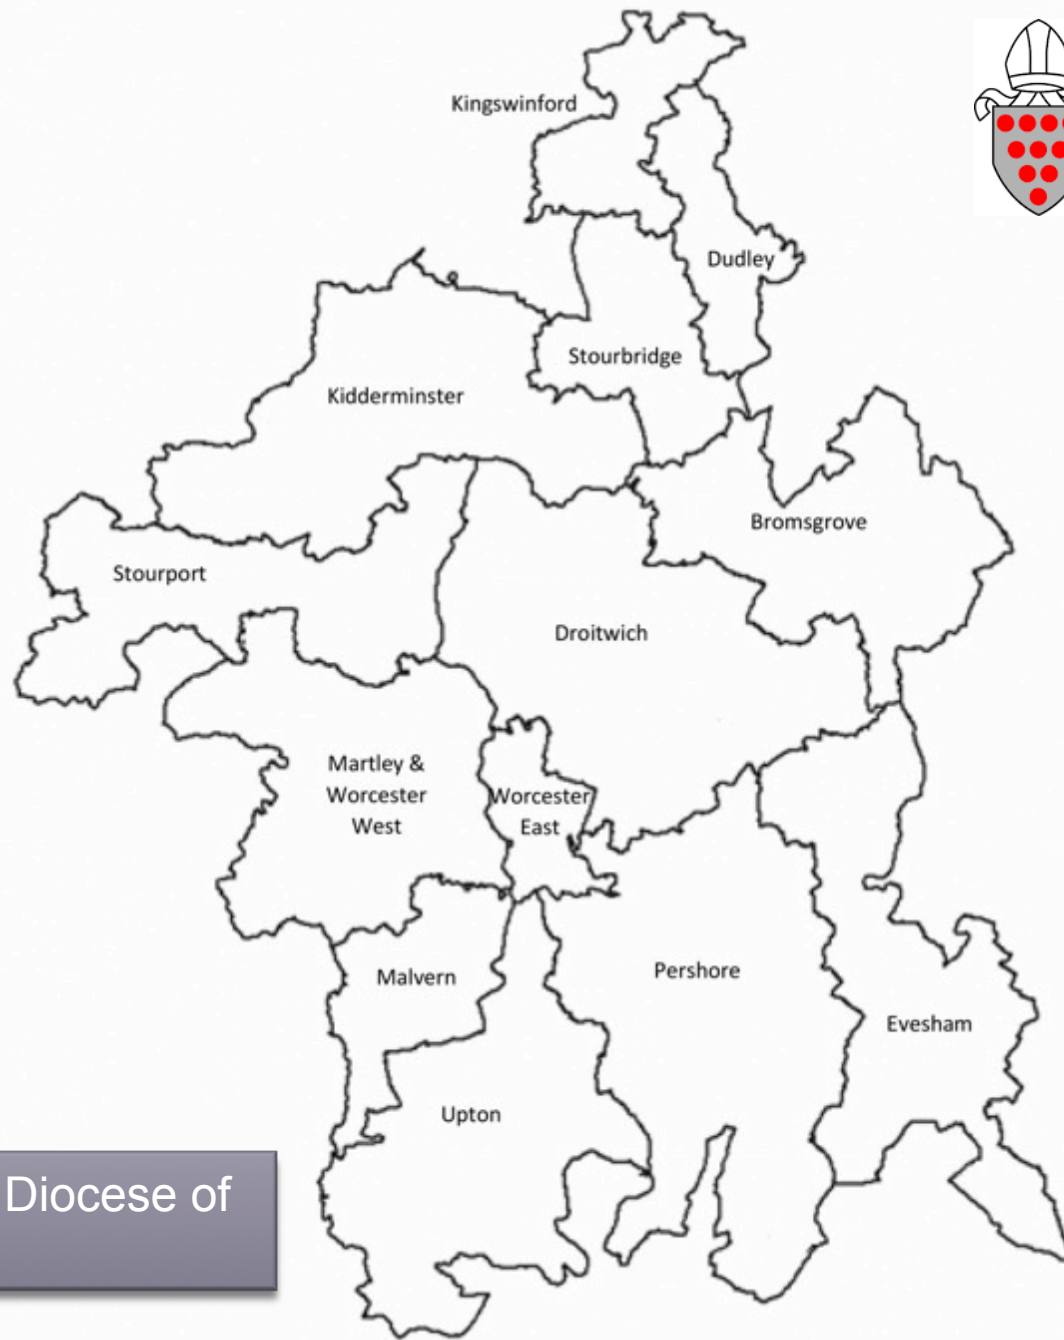 Kingswinford
Dudley
Stourbridge
Kidderminster
Bromsgrove
Stourport
Droitwich
Martley &
Worcester
West
Worcester
East
Pershore
Malvern
Evesham
Upton
Diocese of